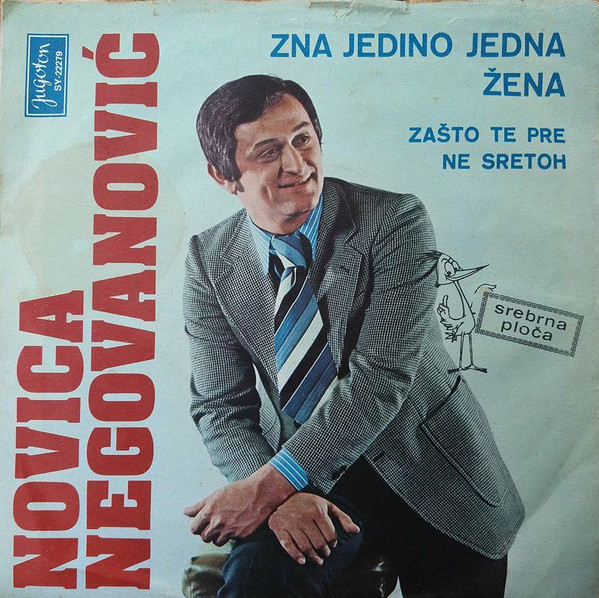 Jugoton
SY-22279
NOVICA
NEGOVANOVIĆ
ZNA JEDINO JEDNA
ŽENA
ZAŠTO TE PRE
NE SRETOH
srebrna
ploča